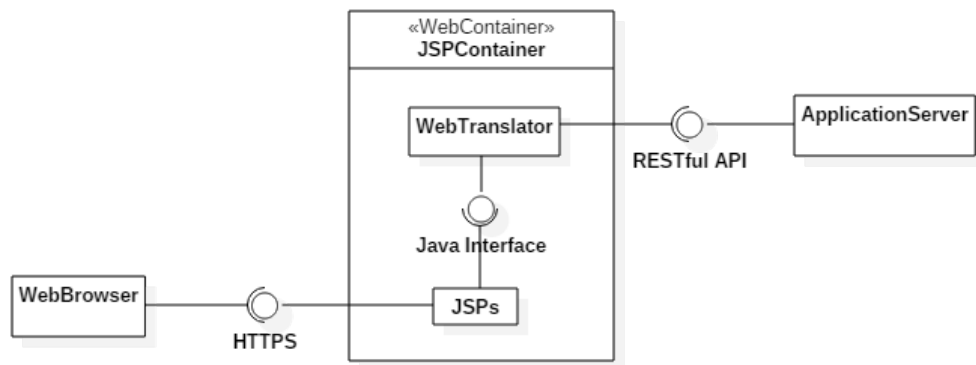 «WebContainer»
JSPContainer
WebTranslator
ApplicationServer
RESTful API
Java Interface
WebBrowser
JSPs
HTTPS